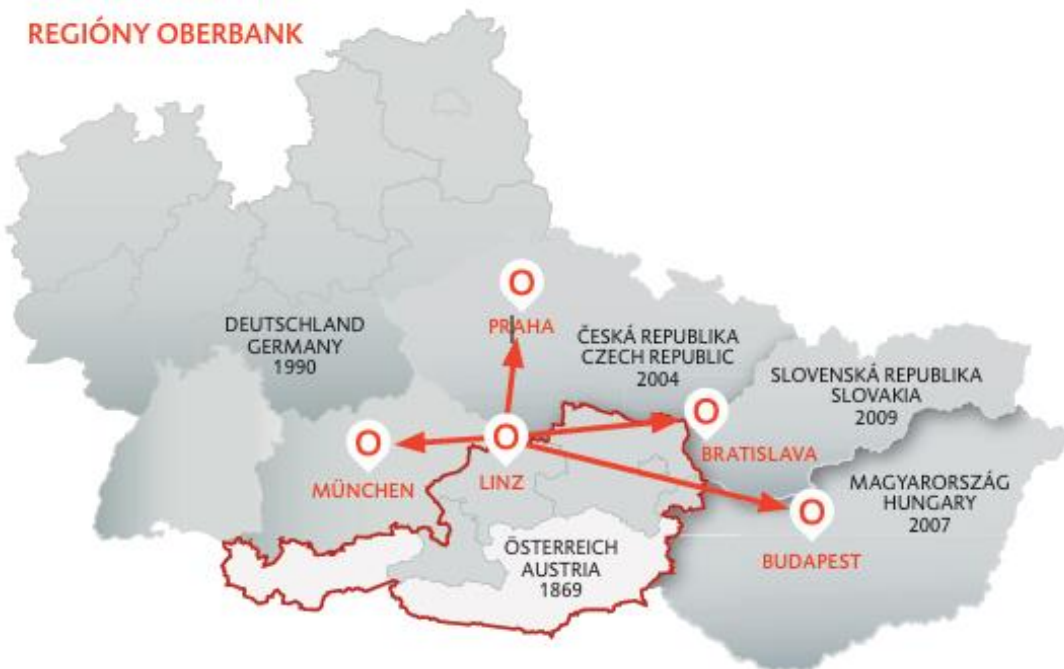 REGIÓNY OBERBANK
O
PRAHA
DEUTSCHLAND
GERMANY
1990
ČESKÁ REPUBLIKA
CZECH REPUBLIC
2004
SLOVENSKÁ REPUBLIKA
SLOVAKIA
2009
O
BRATISLAVA
O
MÜNCHEN
O
LINZ
MAGYARORSZÁG
HUNGARY
2007
O
BUDAPEST
ÖSTERREICH
AUSTRIA
1869